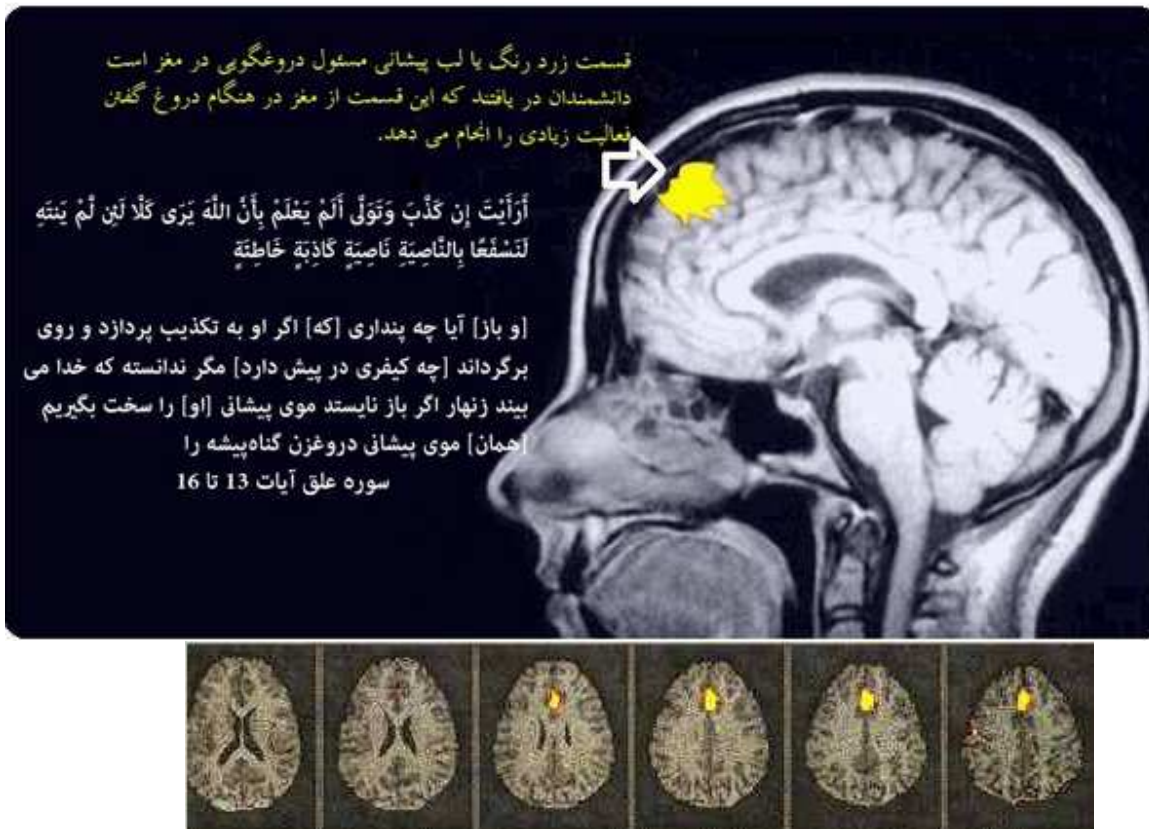 قسمت زرد رنگ یا لب پیشانی مسئول دروغگویی در مغز است
دانشمندان در یافتند که این قسمت از مغز در هنگام دروغ گفتن
فعالیت زیادی را انجام می دهد.
أَرَأَيْتَ إِن كَذَّبَ وَتَوَلَّى أَلَمْ يَعْلَمْ بِأَنَّ اللَّهَ يَرَى كَلَّا لَئِن لَّمْ يَنتَهِ
لَنَسْفَعًا بِالنَّاصِيَةِ نَاصِيَةٍ كَاذِبَةٍ خَاطِئَةٍ
[و باز] آیا چه پنداری [که] اگر او به تکذیب پردازد و روی
برگرداند [چه کیفری در پیش دارد] مگر ندانسته که خدا می
بیند زنهار اگر باز نایستد موی پیشانی [او] را سخت بگیریم
[همان] موی پیشانی دروغزن گناه‌پیشه را
سوره علق آیات 13 تا 16